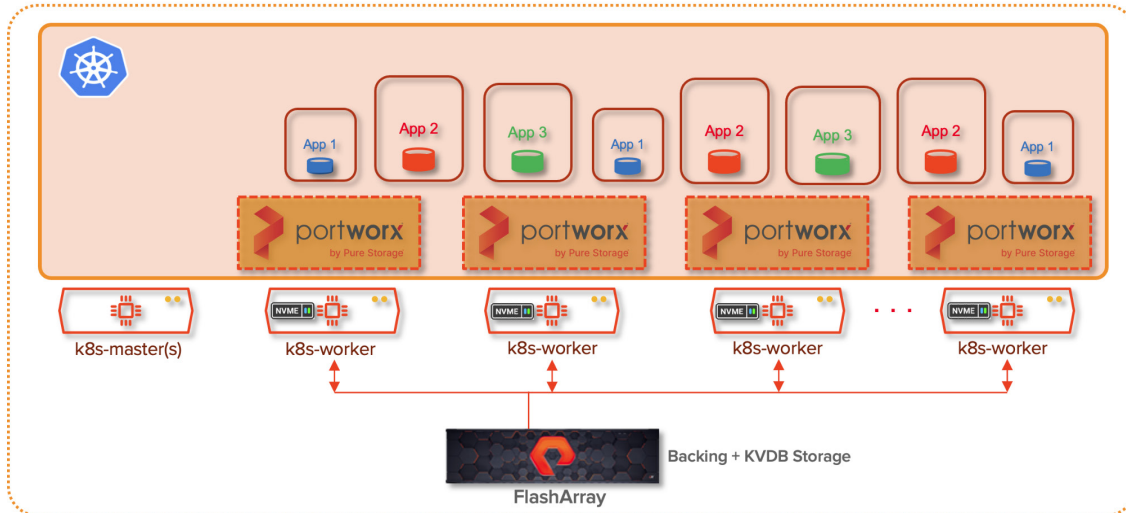 App 1
App 2
App 3
App 1
App 2
App 3
App 2
App 1
portworx
by Pure Storage
portworx
by Pure Storage
portworx
by Pure Storage
portworx
by Pure Storage
NVME
NVME
NVME
NVME
k8s-master(s)
k8s-worker
k8s-worker
k8s-worker
. . .
k8s-worker
Backing + KVDB Storage
FlashArray